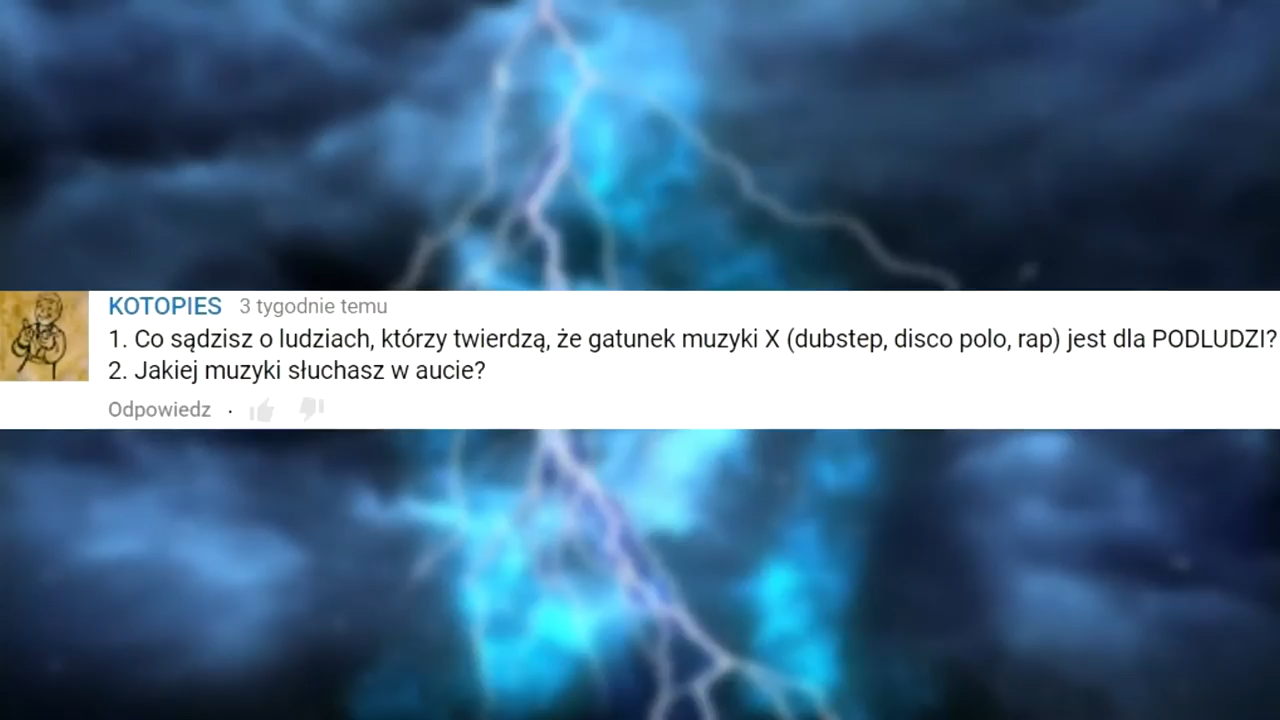 KOTOPIES 3 tygodnie temu
1. Co sądzisz o ludziach, którzy twierdzą, że gatunek muzyki X (dubstep, disco polo, rap) jest dla PODLUDZI?
2. Jakiej muzyki słuchasz w aucie?
Odpowiedz ·